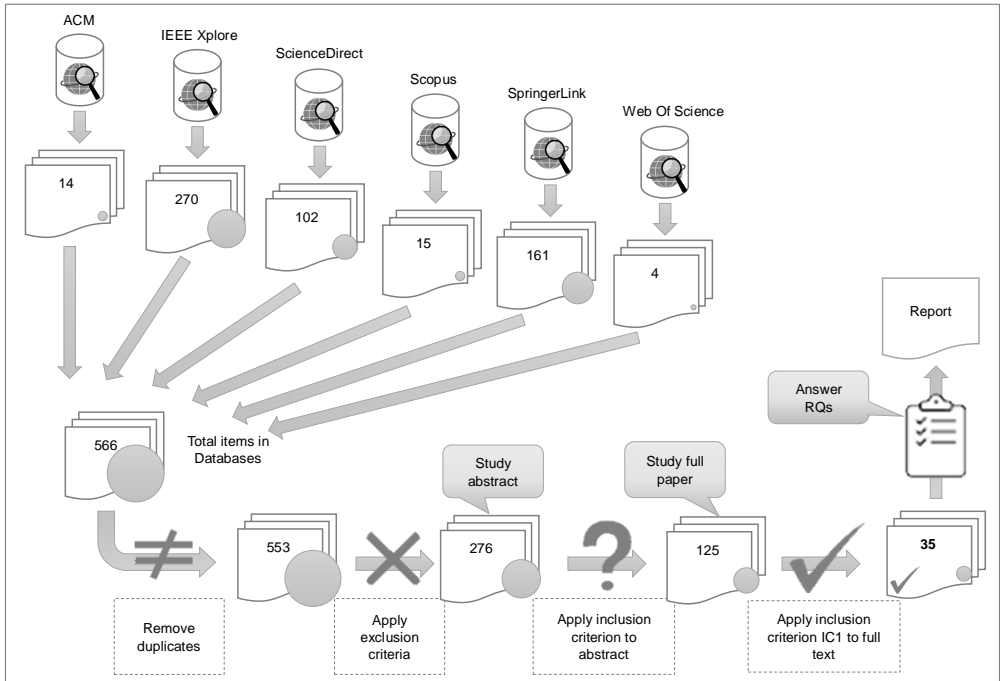 ACM
IEEE Xplore
ScienceDirect
Scopus
SpringerLink
Web Of Science
14
270
102
15
161
4
Report
Answer
RQs
566
Total items in
Databases
Study
abstract
Study full
paper
553
276
125
35
Remove
duplicates
Apply
exclusion
criteria
Apply inclusion
criterion to
abstract
Apply inclusion
criterion IC1 to full
text